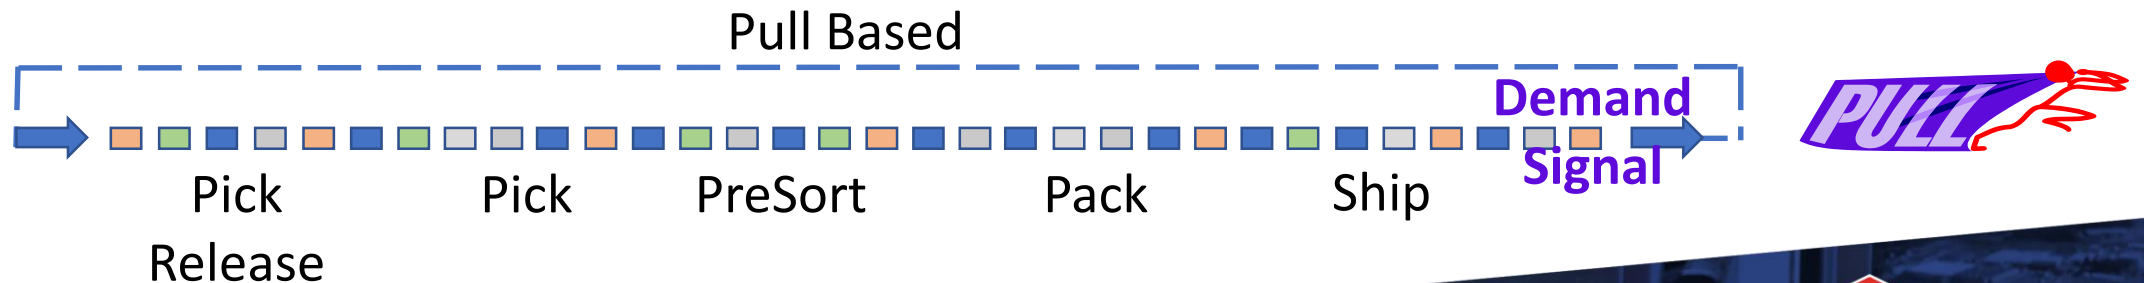 Pull Based
Demand
Signal
PULL
Pick
Release
Pick
PreSort
Pack
Ship